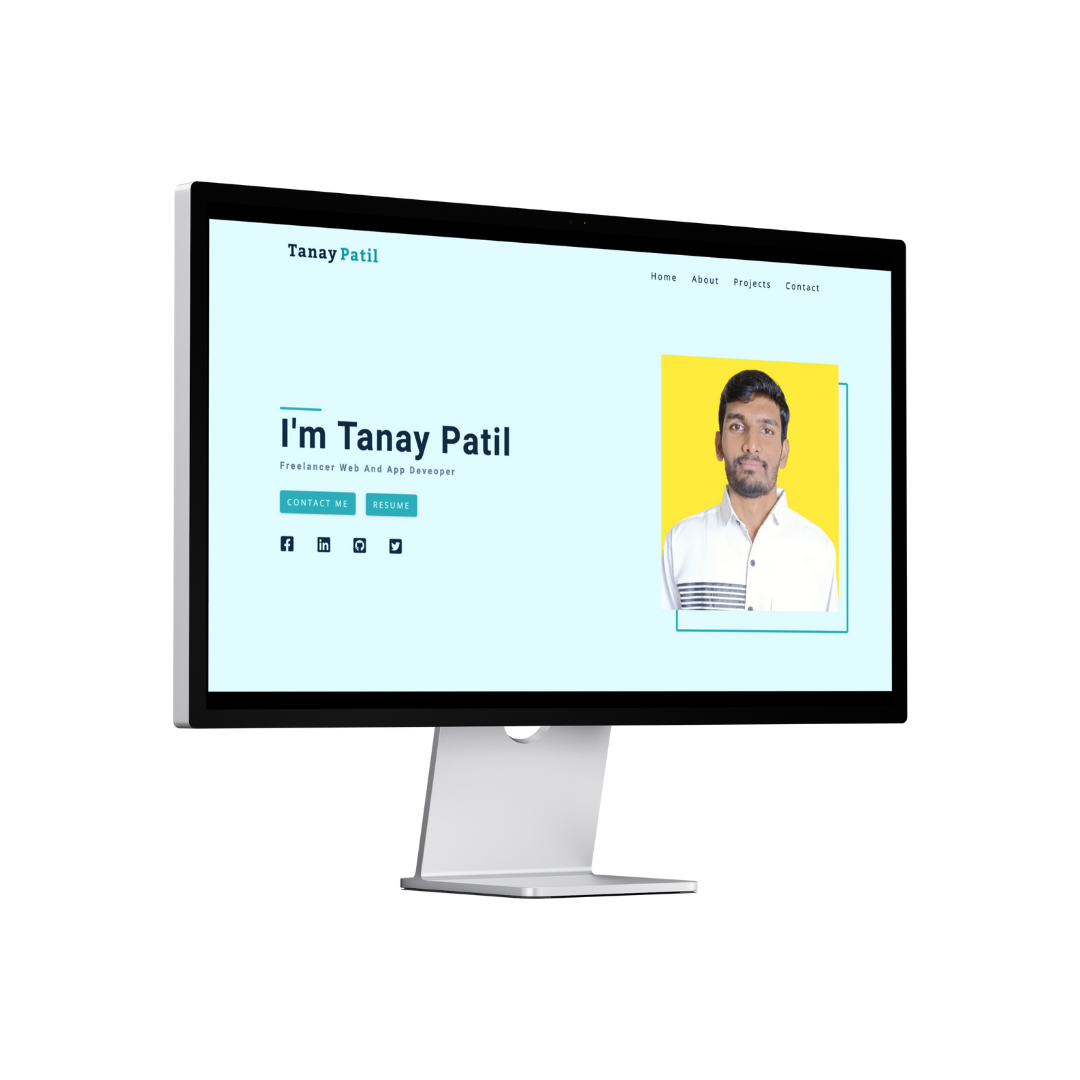 Tanay Patil
Home About Projects Contact
I'm Tanay Patil
Freelancer Web And App Deveoper
CONTACT ME RESUME